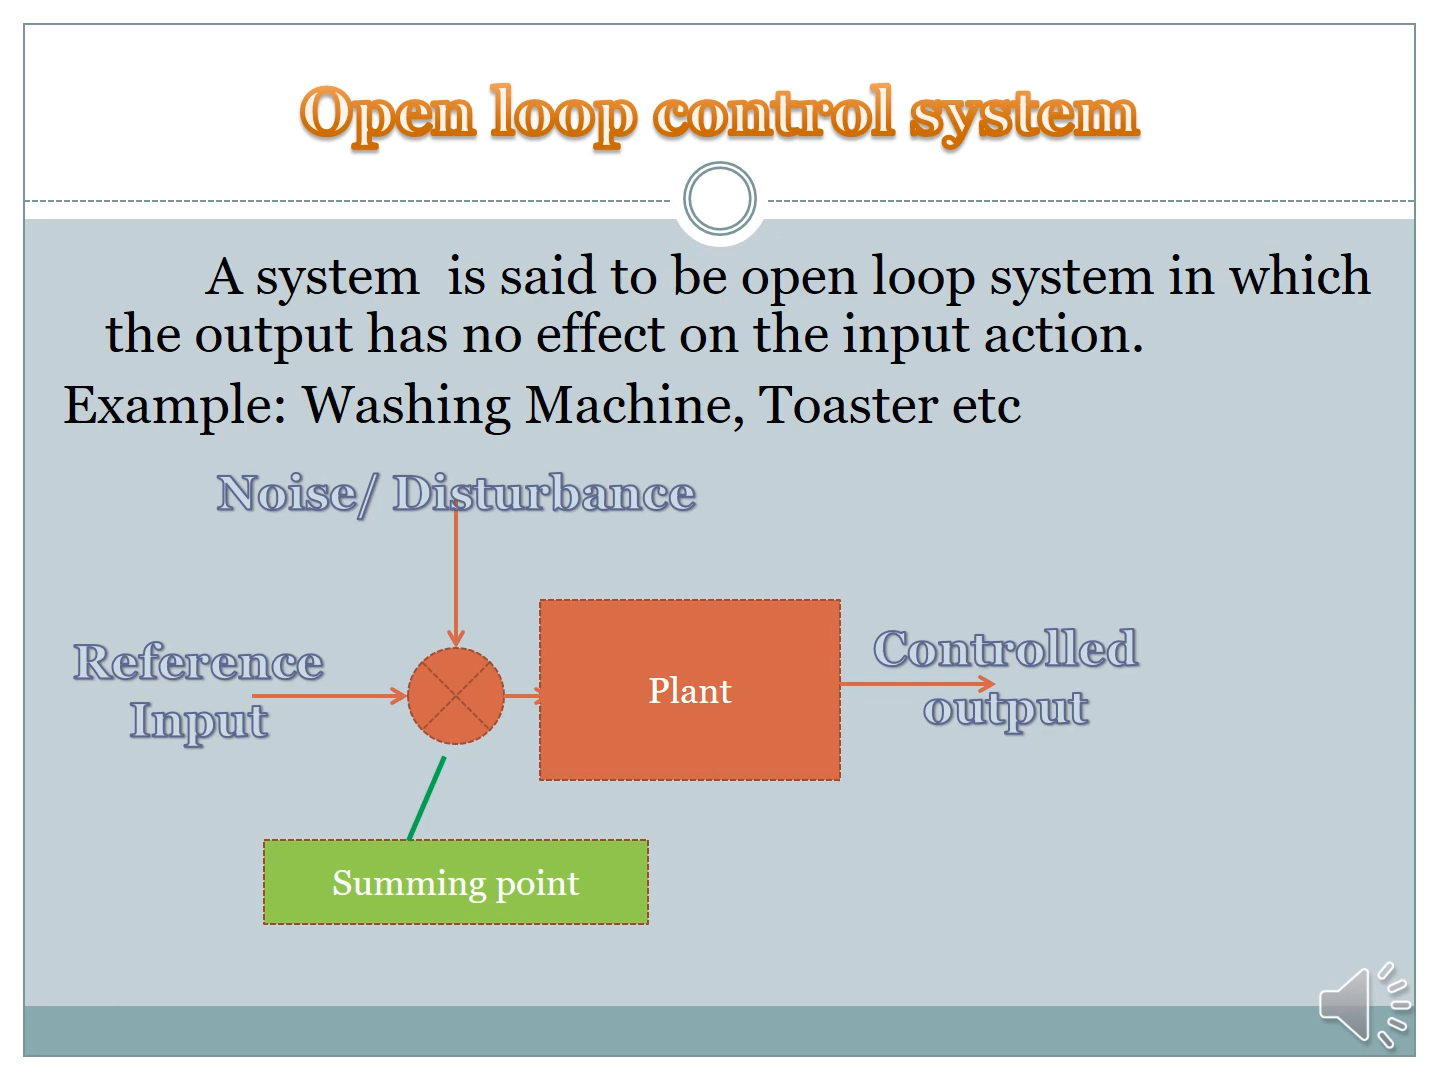 Open loop control system
A system is said to be open loop system in which
the output has no effect on the input action.
Example: Washing Machine, Toaster etc
Noise/ Disturbance
Reference
Input
Plant
Controlled
output
Summing point